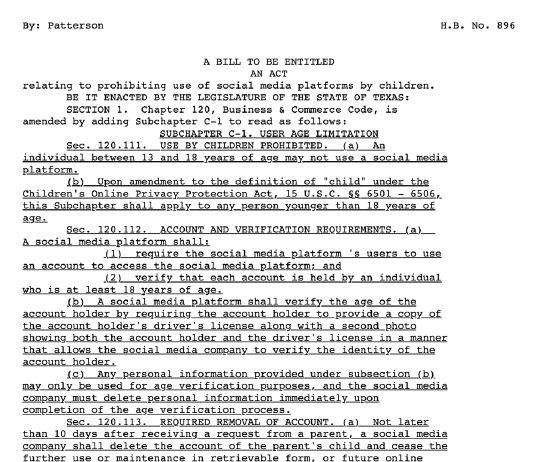 By: Patterson H.B. No. 896
A BILL TO BE ENTITLED
AN ACT
relating to prohibiting use of social media platforms by children.
BE IT ENACTED BY THE LEGISLATURE OF THE STATE OF TEXAS:
SECTION 1. Chapter 120, Business & Commerce Code, is
amended by adding Subchapter C-1 to read as follows:
SUBCHAPTER C-1. USER AGE LIMITATION
Sec. 120.111. USE BY CHILDREN PROHIBITED. (a) An
individual between 13 and 18 years of age may not use a social media
platform.
(b) Upon amendment to the definition of "child" under the
Children's Online Privacy Protection Act, 15 U.S.C. §§ 6501 – 6506,
this Subchapter shall apply to any person younger than 18 years of
age.
Sec. 120.112. ACCOUNT AND VERIFICATION REQUIREMENTS. (a)
A social media platform shall:
(1) require the social media platform 's users to use
an account to access the social media platform; and
(2) verify that each account is held by an individual
who is at least 18 years of age.
(b) A social media platform shall verify the age of the
account holder by requiring the account holder to provide a copy of
the account holder's driver's license along with a second photo
showing both the account holder and the driver's license in a manner
that allows the social media company to verify the identity of the
account holder.
(c) Any personal information provided under subsection (b)
may only be used for age verification purposes, and the social media
company must delete personal information immediately upon
completion of the age verification process.
Sec. 120.113. REQUIRED REMOVAL OF ACCOUNT. (a) Not later
than 10 days after receiving a request from a parent, a social media
company shall delete the account of the parent's child and cease the
further use or maintenance in retrievable form, or future online